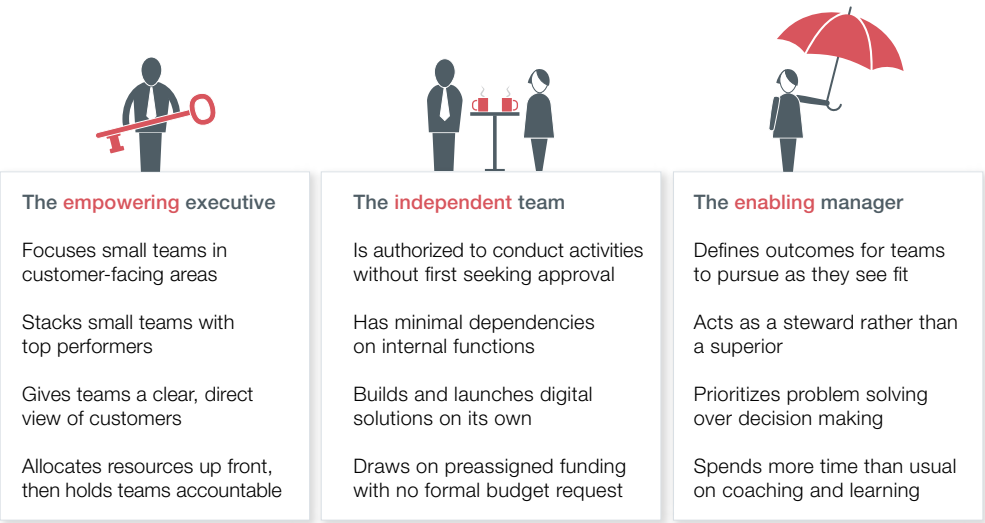 The empowering executive
Focuses small teams in
customer-facing areas
Stacks small teams with
top performers
Gives teams a clear, direct
view of customers
Allocates resources up front,
then holds teams accountable
The independent team
Is authorized to conduct activities
without first seeking approval
Has minimal dependencies
on internal functions
Builds and launches digital
solutions on its own
Draws on preassigned funding
with no formal budget request
The enabling manager
Defines outcomes for teams
to pursue as they see fit
Acts as a steward rather than
a superior
Prioritizes problem solving
over decision making
Spends more time than usual
on coaching and learning